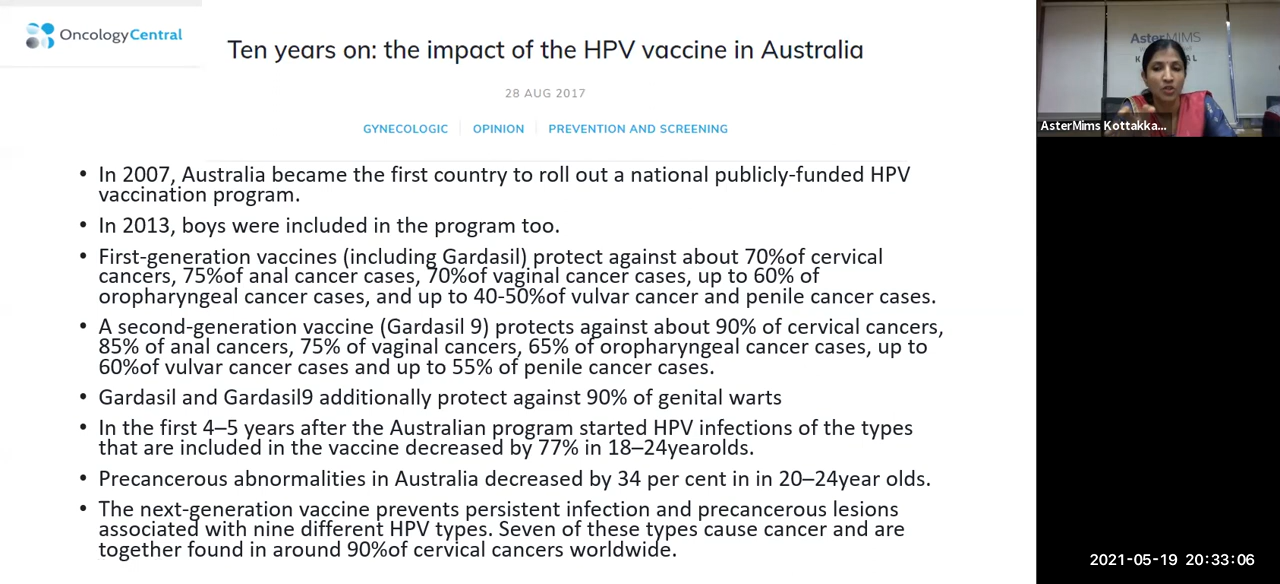 OncologyCentral
Ten years on: the impact of the HPV vaccine in Australia
28 AUG 2017
GYNECOLOGIC OPINION PREVENTION AND SCREENING
• In 2007, Australia became the first country to roll out a national publicly-funded HPV
vaccination program.
• In 2013, boys were included in the program too.
• First-generation vaccines (including Gardasil) protect against about 70%of cervical
cancers, 75%of anal cancer cases, 70%of vaginal cancer cases, up to 60% of
oropharyngeal cancer cases, and up to 40-50%of vulvar cancer and penile cancer cases.
• A second-generation vaccine (Gardasil 9) protects against about 90% of cervical cancers,
85% of anal cancers, 75% of vaginal cancers, 65% of oropharyngeal cancer cases, up to
60%of vulvar cancer cases and up to 55% of penile cancer cases.
• Gardasil and Gardasil9 additionally protect against 90% of genital warts
• In the first 4–5 years after the Australian program started HPV infections of the types
that are included in the vaccine decreased by 77% in 18–24yearolds.
• Precancerous abnormalities in Australia decreased by 34 per cent in in 20–24year olds.
• The next-generation vaccine prevents persistent infection and precancerous lesions
associated with nine different HPV types. Seven of these types cause cancer and are
together found in around 90%of cervical cancers worldwide.
AsterMIMS
AsterMims Kottakka...
2021-05-19 20:33:06